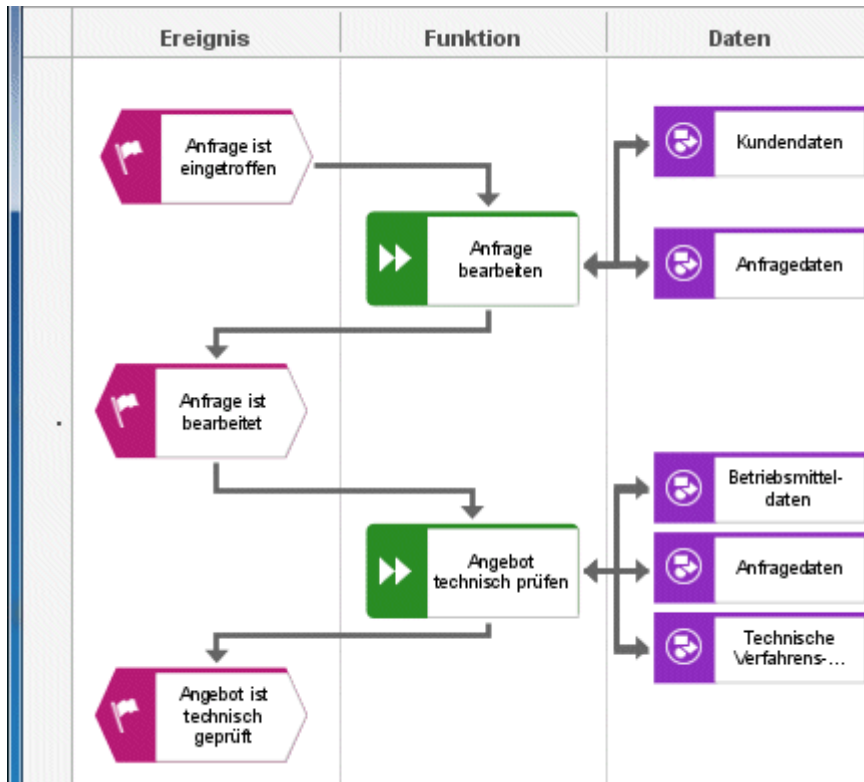 Ereignis
Funktion
Daten
Anfrage ist
eingetroffen
Kundendaten
Anfrage
bearbeiten
Anfragedaten
Anfrage ist
bearbeitet
Betriebsmittel-
daten
Angebot
technisch prüfen
Anfragedaten
Technische
Verfahrens-...
Angebot ist
technisch
geprüft